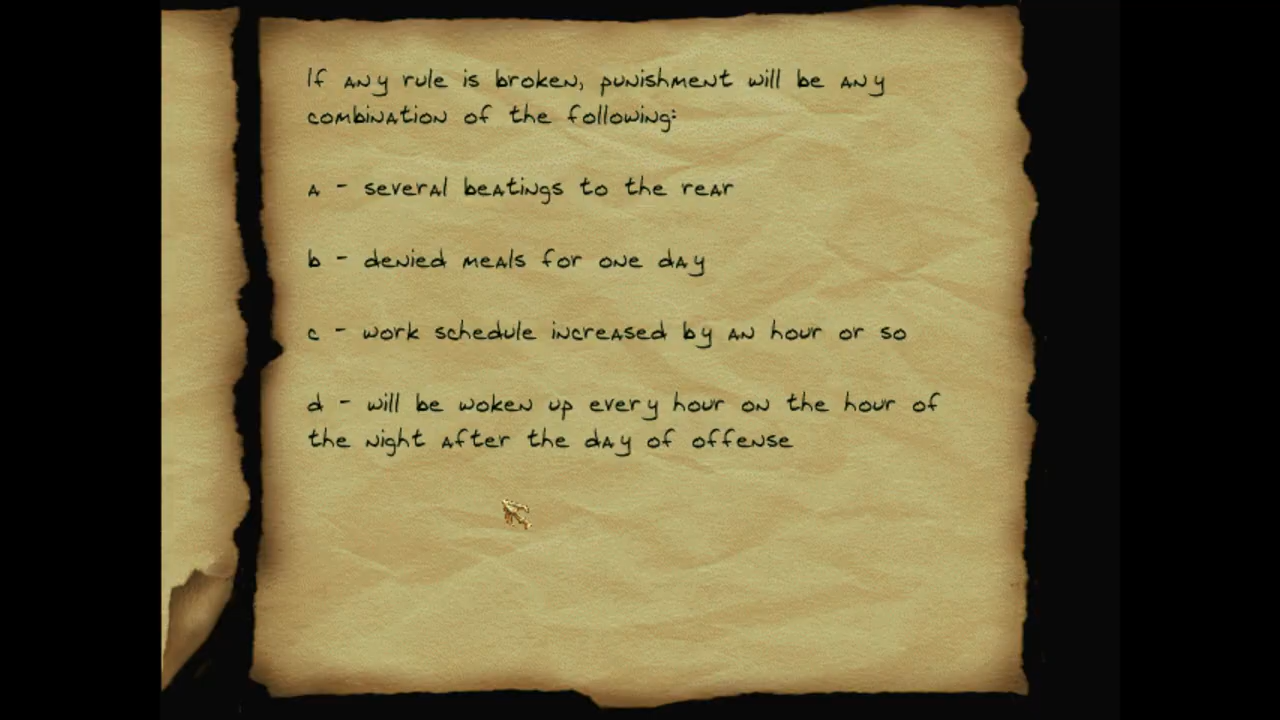 If any rule is broken, punishment will be any
combination of the following:
a - several beatings to the rear
b - denied meals for one day
c - work schedule increased by an hour or so
d - will be woken up every hour on the hour of
the night after the day of offense